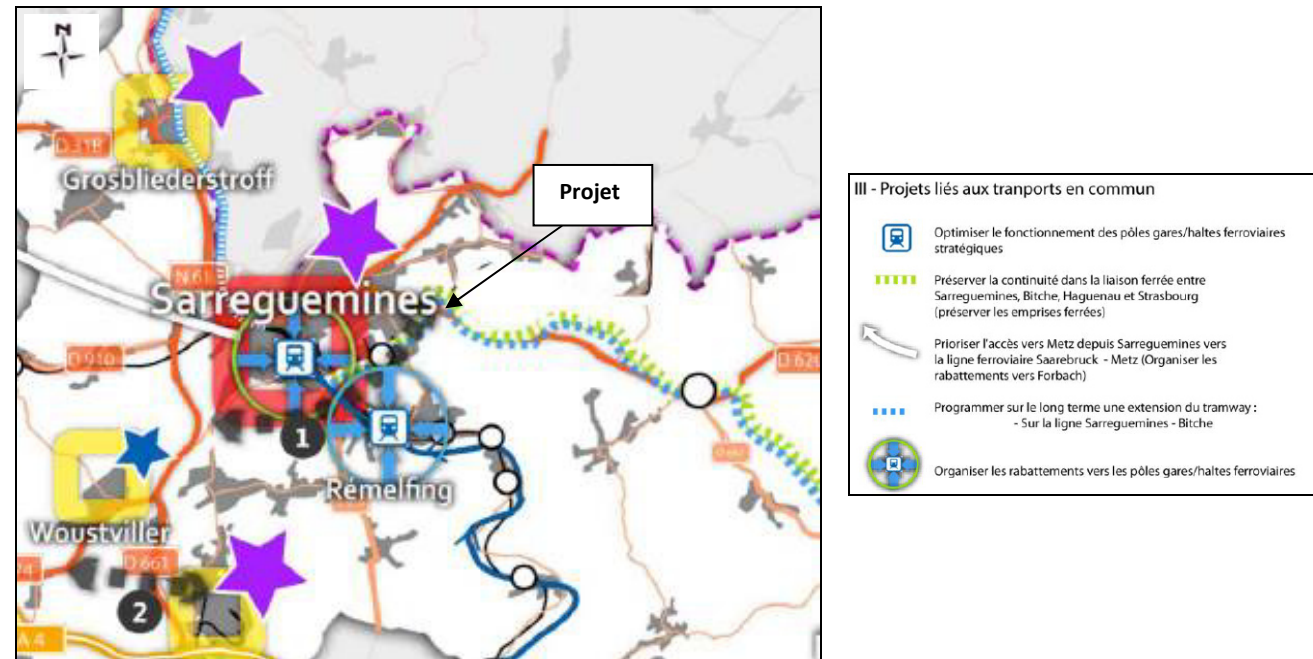 N
D 31B
Grosbliederstroff
Projet
N 61
Sarreguemines
D 910
D 620
1
Rémelfing
Woustviller
D 661
2
A 4
III - Projets liés aux tranports en commun
Optimiser le fonctionnement des pôles gares/haltes ferroviaires
stratégiques
Préserver la continuité dans la liaison ferrée entre
Sarreguemines, Bitche, Haguenau et Strasbourg
(préserver les emprises ferrées)
Prioriser l'accès vers Metz depuis Sarreguemines vers
la ligne ferroviaire Saarebruck - Metz (Organiser les
rabattements vers Forbach)
Programmer sur le long terme une extension du tramway :
- Sur la ligne Sarreguemines - Bitche
Organiser les rabattements vers les pôles gares/haltes ferroviaires